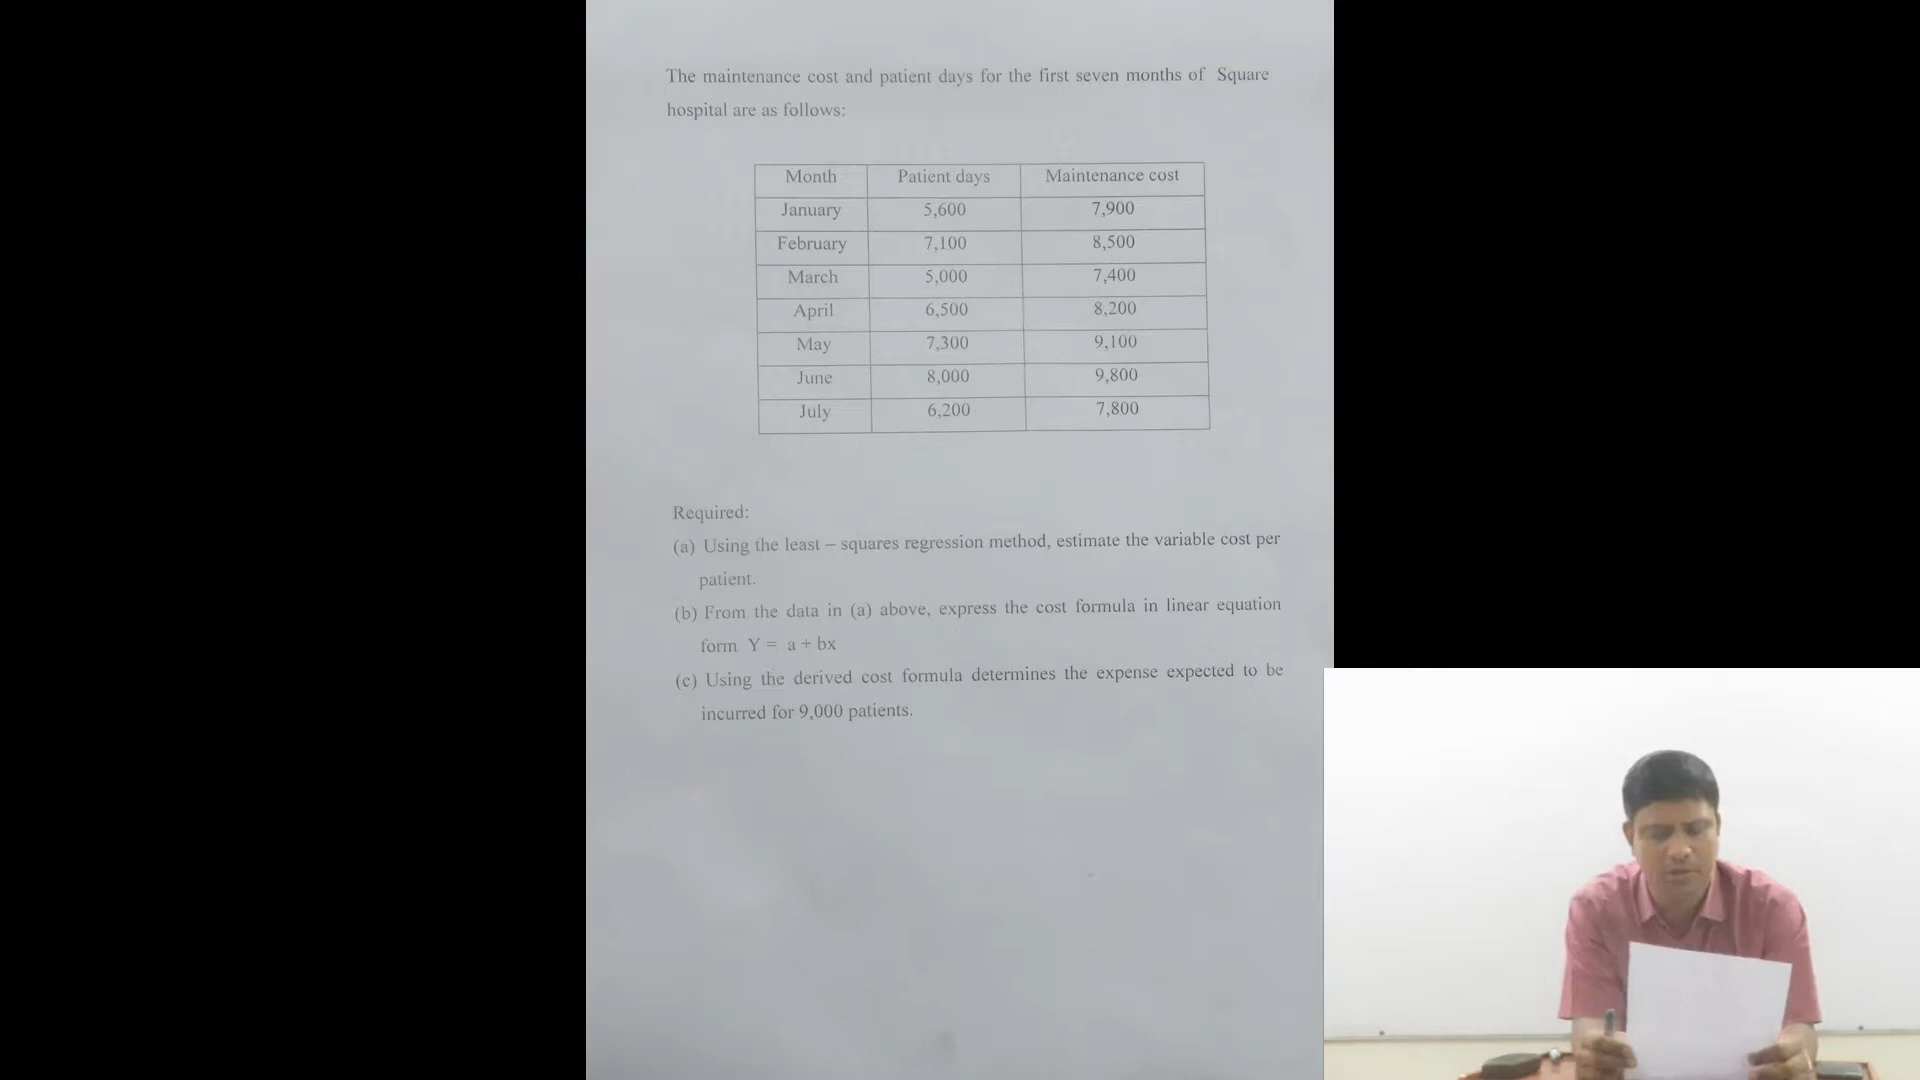 The maintenance cost and patient days for the first seven months of Square
hospital are as follows:
Month Patient days Maintenance cost
January 5,600 7,900
February 7,100 8,500
March 5,000 7,400
April 6,500 8,200
May 7,300 9,100
June 8,000 9,800
July 6,200 7,800
Required:
(a) Using the least – squares regression method, estimate the variable cost per
patient.
(b) From the data in (a) above, express the cost formula in linear equation
form Y = a + bx
(c) Using the derived cost formula determines the expense expected to be
incurred for 9,000 patients.